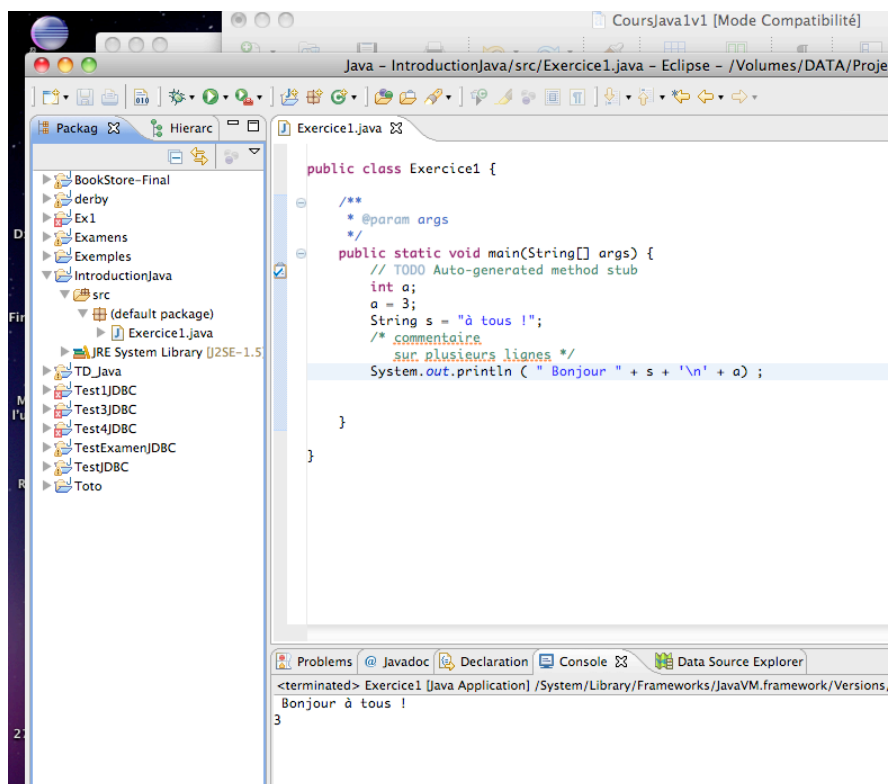 CoursJava1v1 [Mode Compatibilité]
Java – IntroductionJava/src/Exercice1.java – Eclipse – /Volumes/DATA/Proje
Packag
Hierarc
Exercice1.java
BookStore-Final
derby
Ex1
Examens
Exemples
IntroductionJava
src
(default package)
Exercice1.java
JRE System Library [J2SE-1.5]
TD_Java
Test1JDBC
Test3JDBC
Test4JDBC
TestExamenJDBC
TestJDBC
Toto
public class Exercice1 {
/**
* @param args
*/
public static void main(String[] args) {
// TODO Auto-generated method stub
int a;
a = 3;
String s = "à tous !";
/* commentaire
sur plusieurs lignes */
System.out.println ( " Bonjour " + s + '\n' + a) ;
}
}
Problems
@ Javadoc
Declaration
Console
Data Source Explorer
<terminated> Exercice1 [Java Application] /System/Library/Frameworks/JavaVM.framework/Versions/
Bonjour à tous !
3